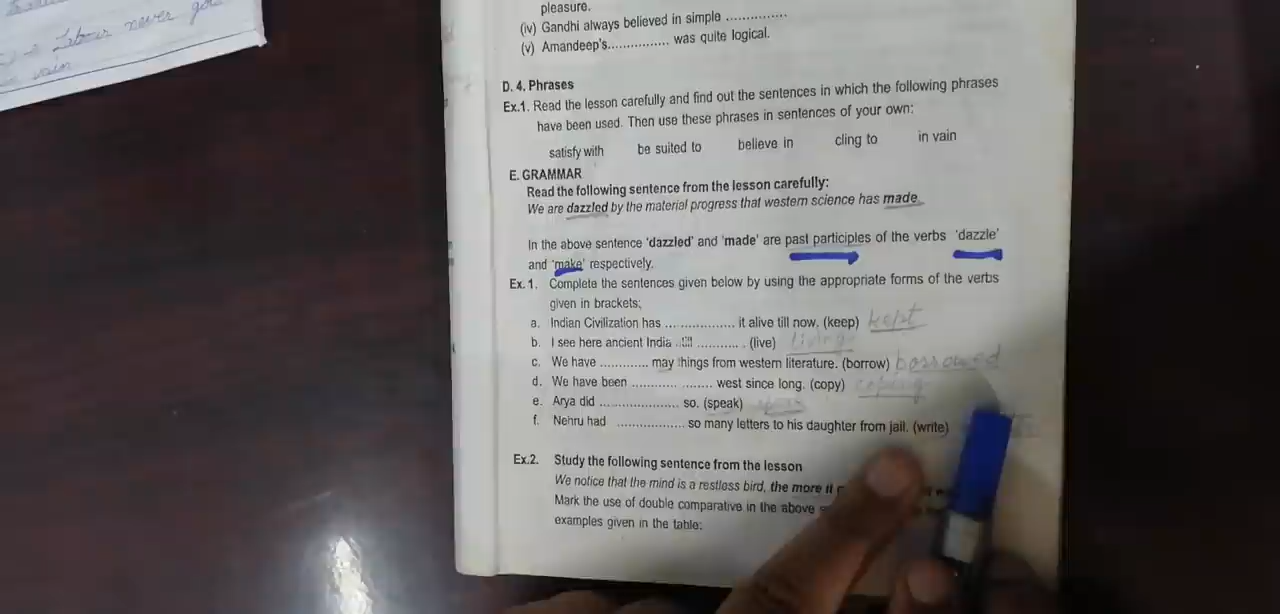 Labour never
vain
pleasure.
(iv) Gandhi always believed in simple ...............
(v) Amandeep's................ was quite logical.
D. 4. Phrases
Ex.1. Read the lesson carefully and find out the sentences in which the following phrases
have been used. Then use these phrases in sentences of your own:
satisfy with be suited to believe in cling to in vain
E. GRAMMAR
Read the following sentence from the lesson carefully:
We are dazzled by the material progress that western science has made.
In the above sentence 'dazzled' and 'made' are past participles of the verbs 'dazzle'
and 'make' respectively.
Ex. 1. Complete the sentences given below by using the appropriate forms of the verbs
given in brackets;
a. Indian Civilization has .................. it alive till now. (keep) kept
b. I see here ancient India ............... (live) living
c. We have ............. may things from western literature. (borrow) borrowed
d. We have been .................... west since long. (copy) coping
e. Arya did ..................... so. (speak)
f. Nehru had .................. so many letters to his daughter from jail. (write)
Ex.2. Study the following sentence from the lesson
We notice that the mind is a restless bird, the more it
Mark the use of double comparative in the above
examples given in the table;